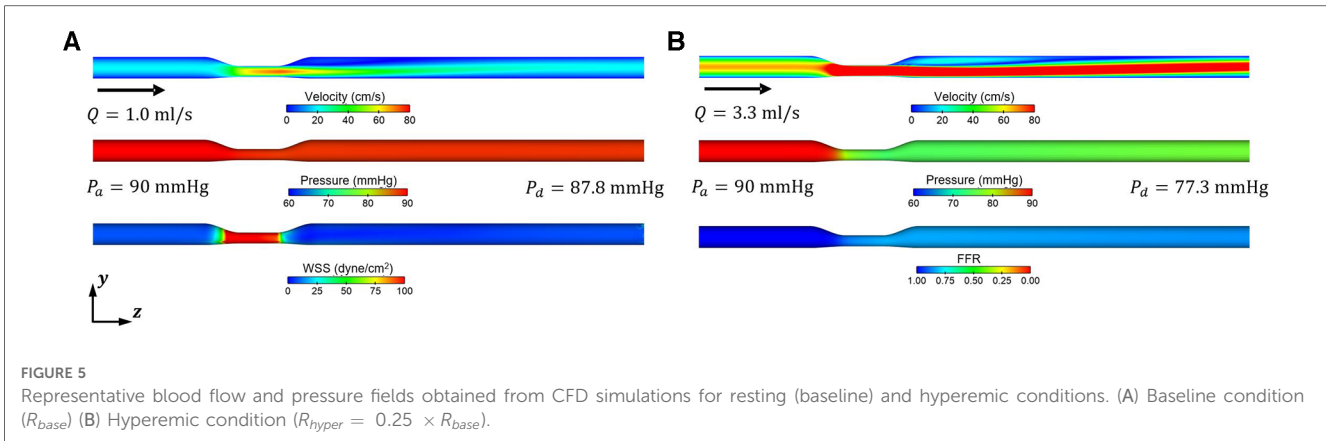 A
Q = 1.0 ml/s
Velocity (cm/s)
0 20 40 60 80
P_a = 90 mmHg
P_d = 87.8 mmHg
Pressure (mmHg)
60 70 80 90
WSS (dyne/cm²)
0 25 50 75 100
y
z
B
Q = 3.3 ml/s
Velocity (cm/s)
0 20 40 60 80
P_a = 90 mmHg
P_d = 77.3 mmHg
Pressure (mmHg)
60 70 80 90
FFR
1.00 0.75 0.50 0.25 0.00
FIGURE 5
Representative blood flow and pressure fields obtained from CFD simulations for resting (baseline) and hyperemic conditions. (A) Baseline condition
(R_base) (B) Hyperemic condition (R_hyper = 0.25 × R_base).